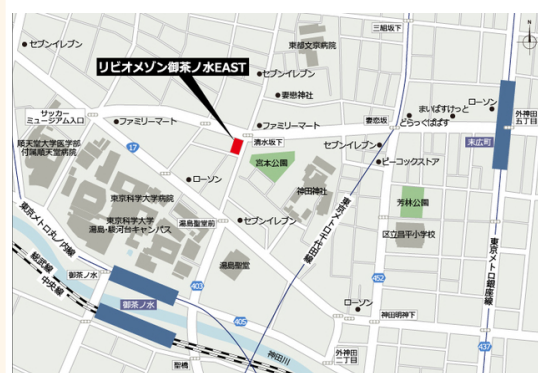 三組坂下
セブンイレブン
東都文京病院
リビオメゾン御茶ノ水EAST
セブンイレブン
妻恋神社
ローソン
まいばすけっと
サッカー
ミュージアム入口
ファミリーマート
ファミリーマート
妻恋坂
どらっぐぱぱす
外神田
五丁目
17
清水坂下
セブンイレブン
末広町
順天堂大学医学部
付属順天堂病院
宮本公園
ピーコックストア
ローソン
神田神社
東京科学大学病院
芳林公園
東京科学大学
湯島・駿河台キャンパス
湯島聖堂前
セブンイレブン
東京メトロ千代田線
区立昌平小学校
東京メトロ丸ノ内線
総武線
中央線
湯島聖堂
東京メトロ銀座線
御茶ノ水
452
403
御茶ノ水
ローソン
405
神田明神下
437
神田川
聖橋
外神田
二丁目